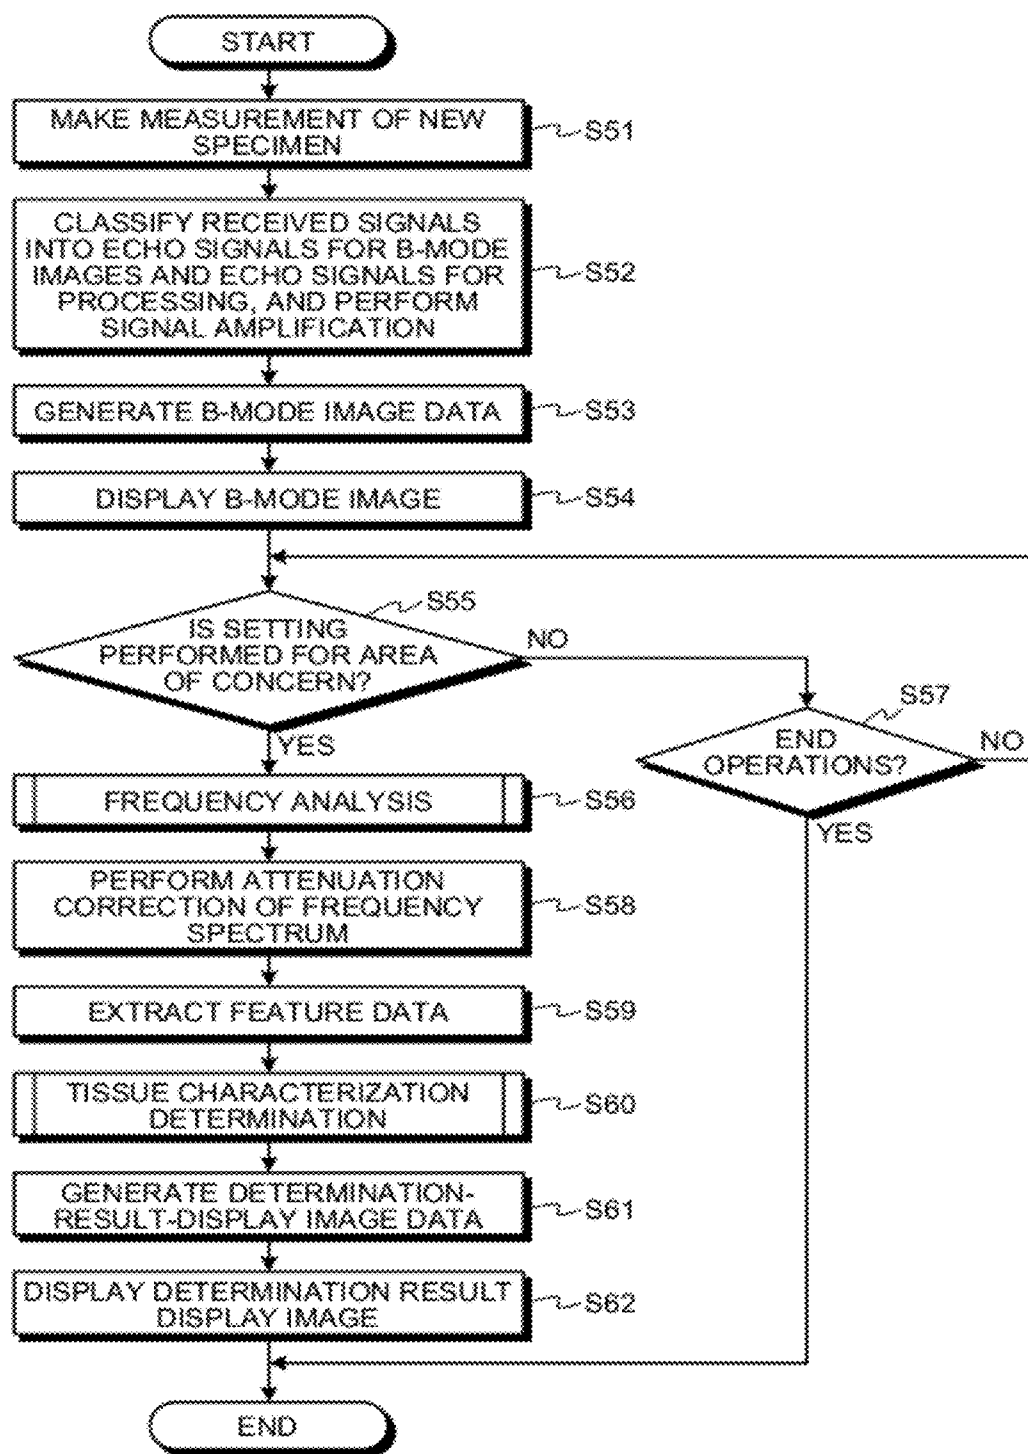 START
MAKE MEASUREMENT OF NEW
SPECIMEN
S51
CLASSIFY RECEIVED SIGNALS
INTO ECHO SIGNALS FOR B-MODE
IMAGES AND ECHO SIGNALS FOR
PROCESSING, AND PERFORM
SIGNAL AMPLIFICATION
S52
GENERATE B-MODE IMAGE DATA
S53
DISPLAY B-MODE IMAGE
S54
S55
IS SETTING
PERFORMED FOR AREA
OF CONCERN?
NO
YES
S57
END
OPERATIONS?
NO
YES
FREQUENCY ANALYSIS
S56
PERFORM ATTENUATION
CORRECTION OF FREQUENCY
SPECTRUM
S58
EXTRACT FEATURE DATA
S59
TISSUE CHARACTERIZATION
DETERMINATION
S60
GENERATE DETERMINATION-
RESULT-DISPLAY IMAGE DATA
S61
DISPLAY DETERMINATION RESULT
DISPLAY IMAGE
S62
END